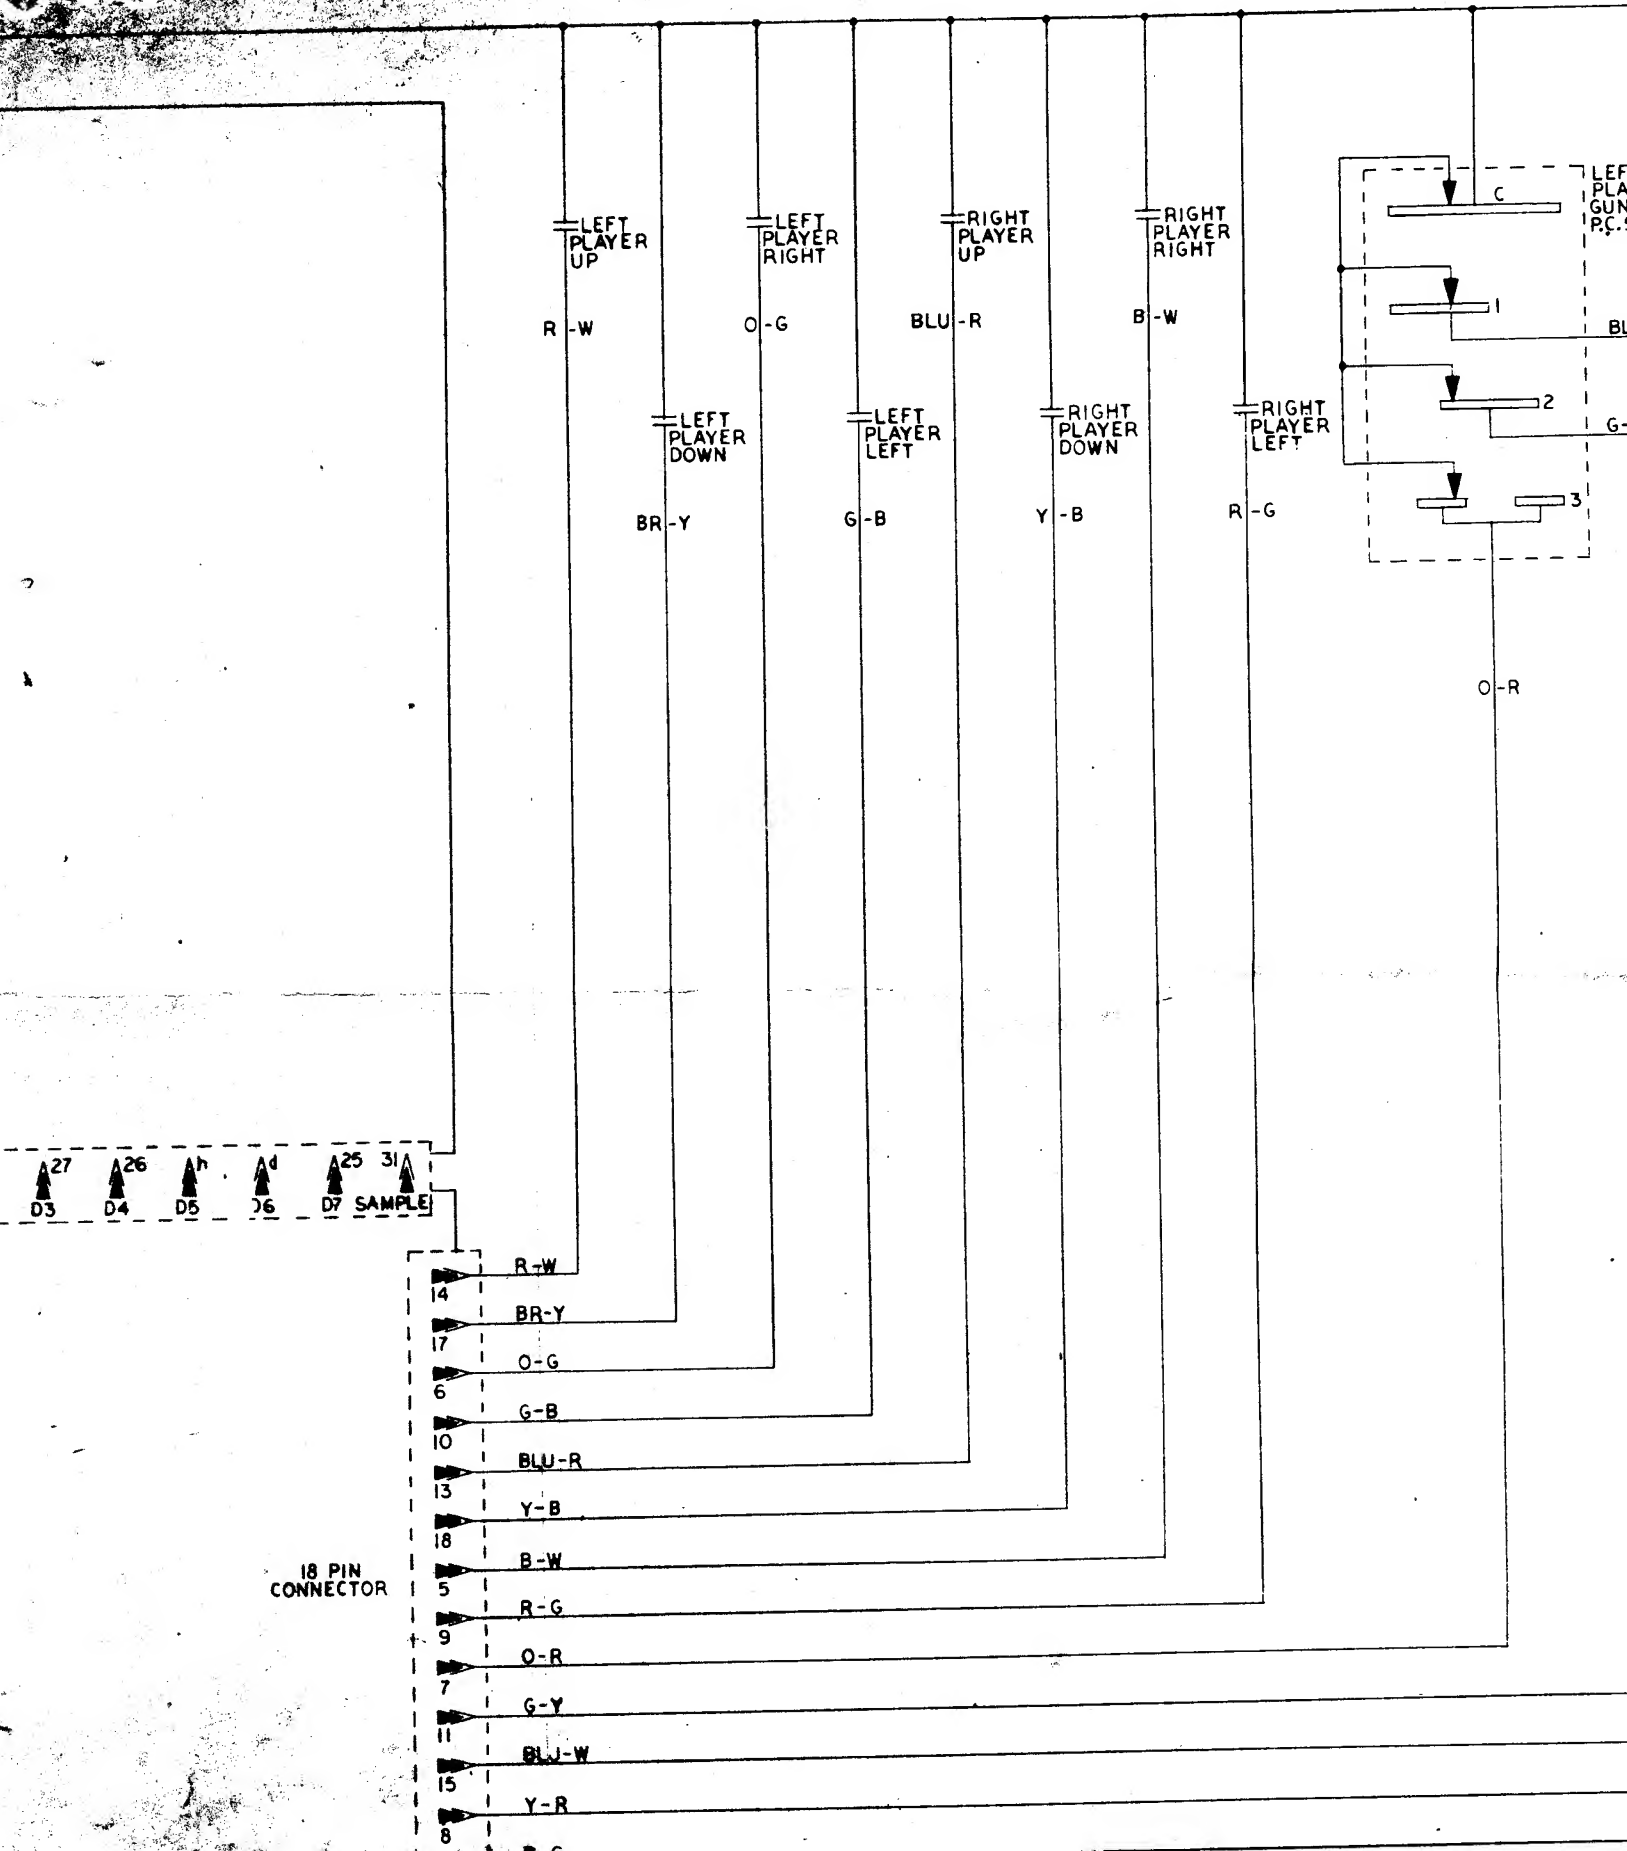 LEFT
PLAYER
UP
LEFT
PLAYER
RIGHT
RIGHT
PLAYER
UP
RIGHT
PLAYER
RIGHT
C
R-W
O-G
BLU-R
B-W
1
2
3
LEFT
PLAYER
DOWN
LEFT
PLAYER
LEFT
RIGHT
PLAYER
DOWN
RIGHT
PLAYER
LEFT
BR-Y
G-B
Y-B
R-G
O-R
27
26
h
d
25
31
D3
D4
D5
D6
D7
SAMPLE
R-W
14
BR-Y
17
O-G
6
G-B
10
BLU-R
13
Y-B
18
B-W
5
18 PIN
CONNECTOR
R-G
9
O-R
7
G-Y
11
BLU-W
15
Y-R
8